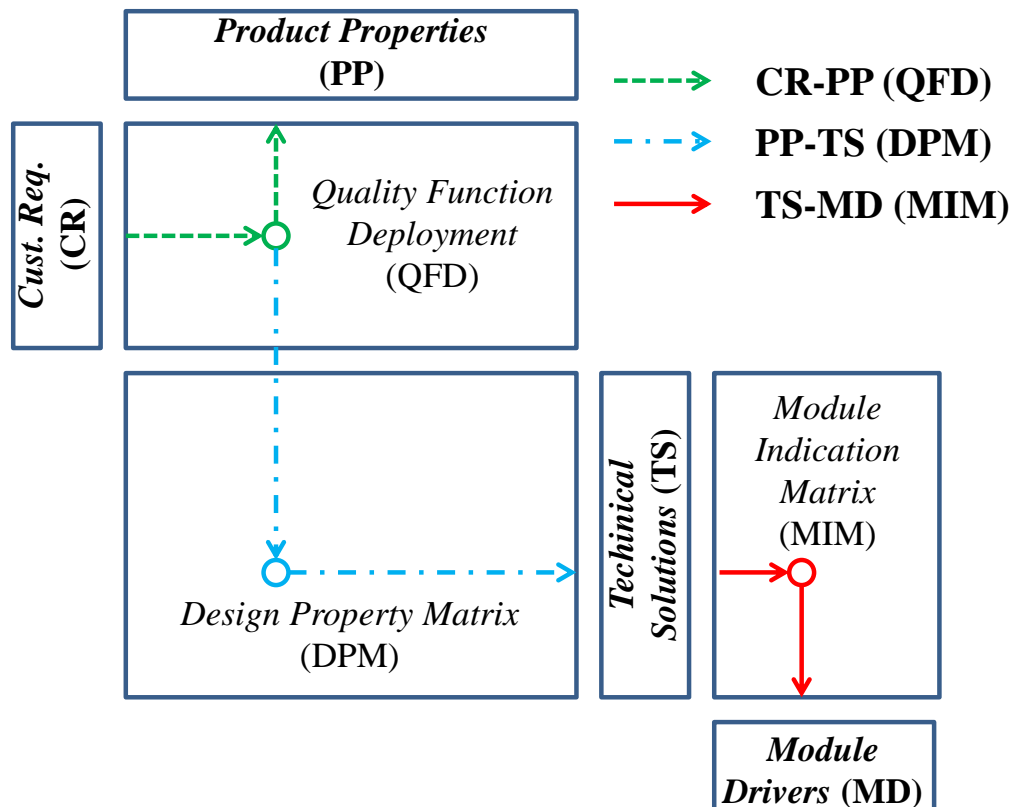 Product Properties
(PP)
CR-PP (QFD)
PP-TS (DPM)
TS-MD (MIM)
Cust. Req.
(CR)
Quality Function
Deployment
(QFD)
Design Property Matrix
(DPM)
Techinical
Solutions (TS)
Module
Indication
Matrix
(MIM)
Module
Drivers (MD)